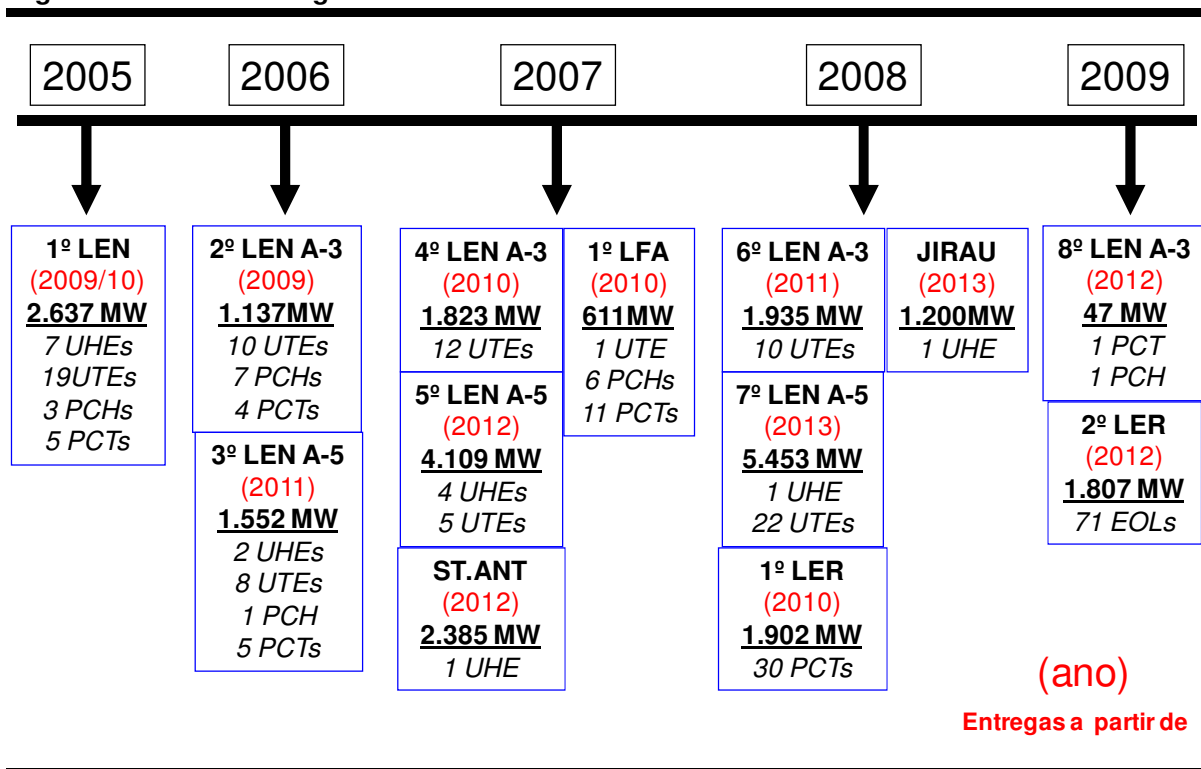 2005
2006
2007
2008
2009
1º LEN
(2009/10)
2.637 MW
7 UHEs
19UTEs
3 PCHs
5 PCTs
2º LEN A-3
(2009)
1.137MW
10 UTEs
7 PCHs
4 PCTs
3º LEN A-5
(2011)
1.552 MW
2 UHEs
8 UTEs
1 PCH
5 PCTs
4º LEN A-3
(2010)
1.823 MW
12 UTEs
5º LEN A-5
(2012)
4.109 MW
4 UHEs
5 UTEs
ST.ANT
(2012)
2.385 MW
1 UHE
1º LFA
(2010)
611MW
1 UTE
6 PCHs
11 PCTs
6º LEN A-3
(2011)
1.935 MW
10 UTEs
7º LEN A-5
(2013)
5.453 MW
1 UHE
22 UTEs
1º LER
(2010)
1.902 MW
30 PCTs
JIRAU
(2013)
1.200MW
1 UHE
8º LEN A-3
(2012)
47 MW
1 PCT
1 PCH
2º LER
(2012)
1.807 MW
71 EOLs
(ano)
Entregas a partir de